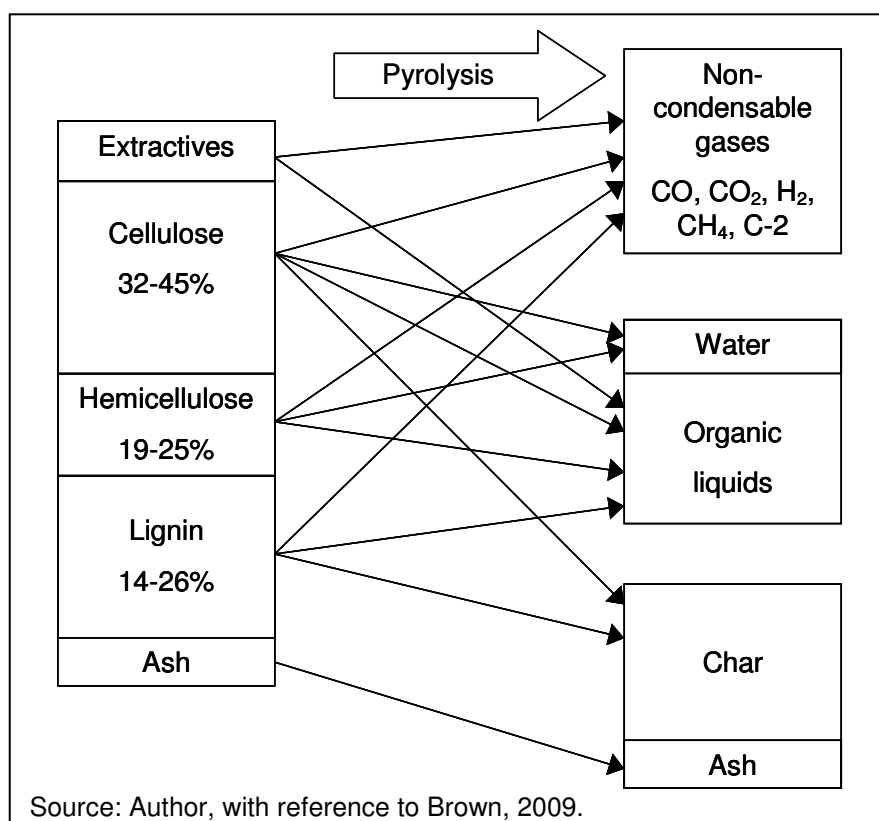 Pyrolysis
Extractives
Cellulose
32-45%
Hemicellulose
19-25%
Lignin
14-26%
Ash
Non-
condensable
gases
CO, CO₂, H₂,
CH₄, C-2
Water
Organic
liquids
Char
Ash
Source: Author, with reference to Brown, 2009.